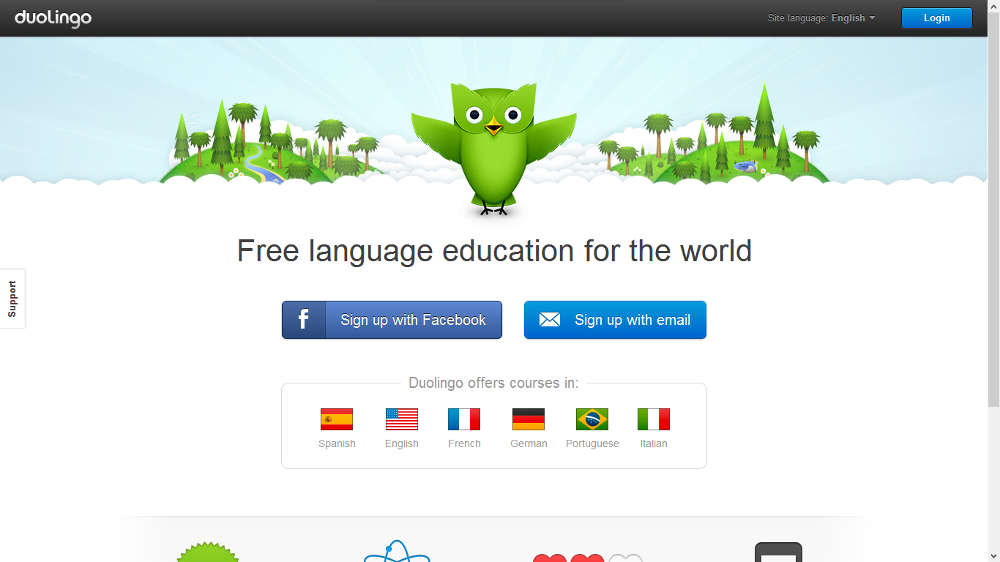 duolingo
Site language: English
Login
Free language education for the world
Support
f
Sign up with Facebook
Sign up with email
Duolingo offers courses in:
Spanish English French German Portuguese Italian